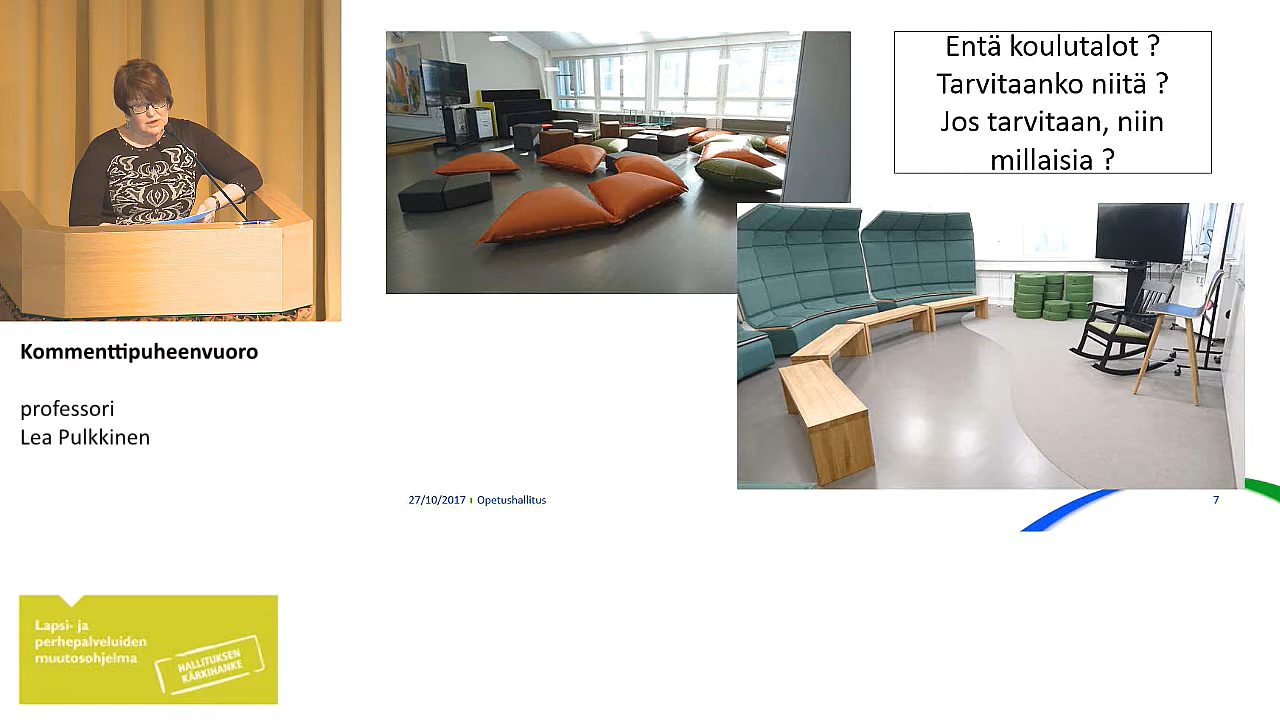 Entä koulutalot ?
Tarvitaanko niitä ?
Jos tarvitaan, niin
millaisia ?
Kommenttipuheenvuoro
professori
Lea Pulkkinen
27/10/2017 I Opetushallitus
7
Lapsi- ja
perhepalveluiden
muutosohjelma
HALLITUKSEN
KÄRKIHANKE